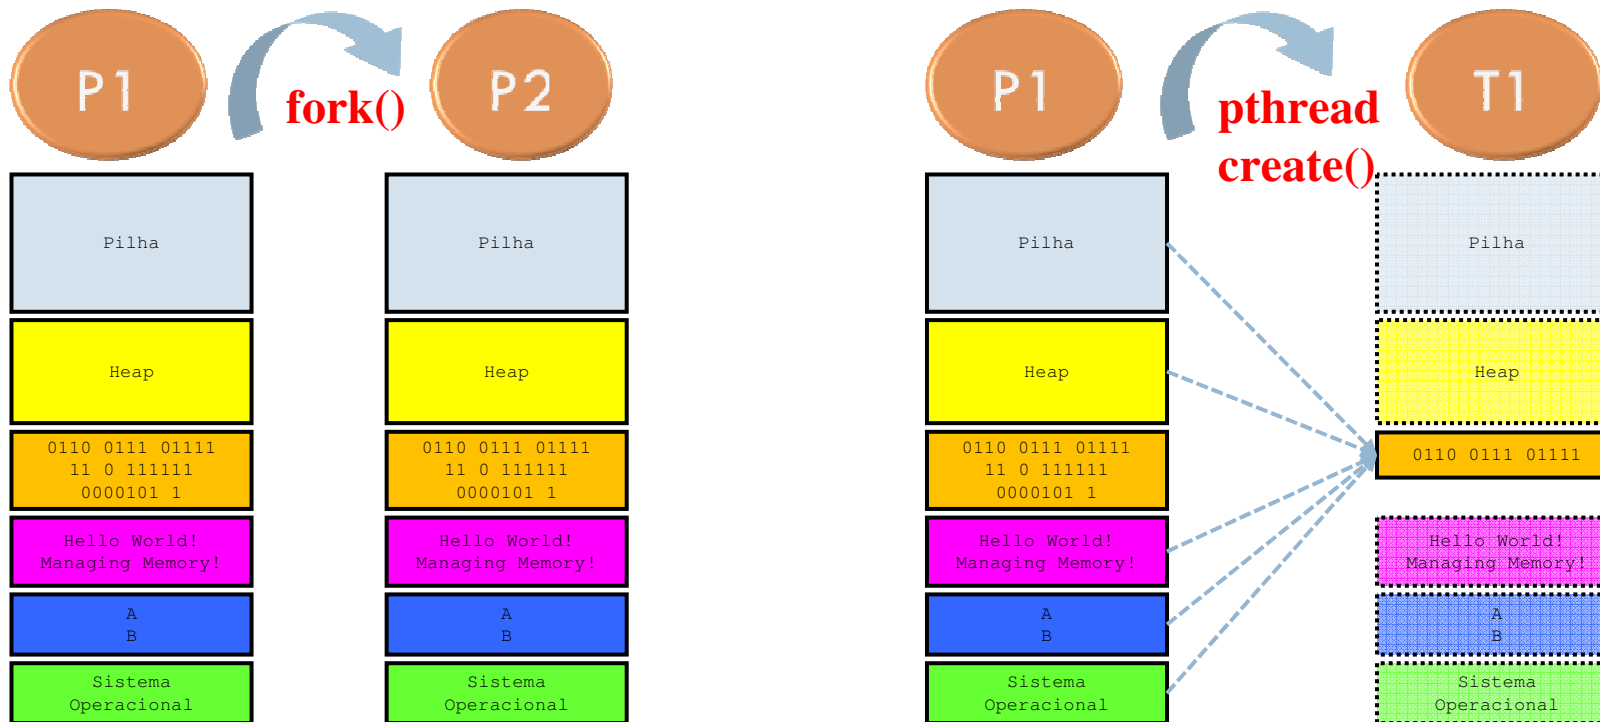 P1
fork()
P2
Pilha
Heap
0110 0111 01111
11 0 111111
0000101 1
Hello World!
Managing Memory!
A
B
Sistema
Operacional
Pilha
Heap
0110 0111 01111
11 0 111111
0000101 1
Hello World!
Managing Memory!
A
B
Sistema
Operacional
P1
pthread
create()
T1
Pilha
Heap
0110 0111 01111
11 0 111111
0000101 1
Hello World!
Managing Memory!
A
B
Sistema
Operacional
Pilha
Heap
0110 0111 01111
Hello World!
Managing Memory!
A
B
Sistema
Operacional